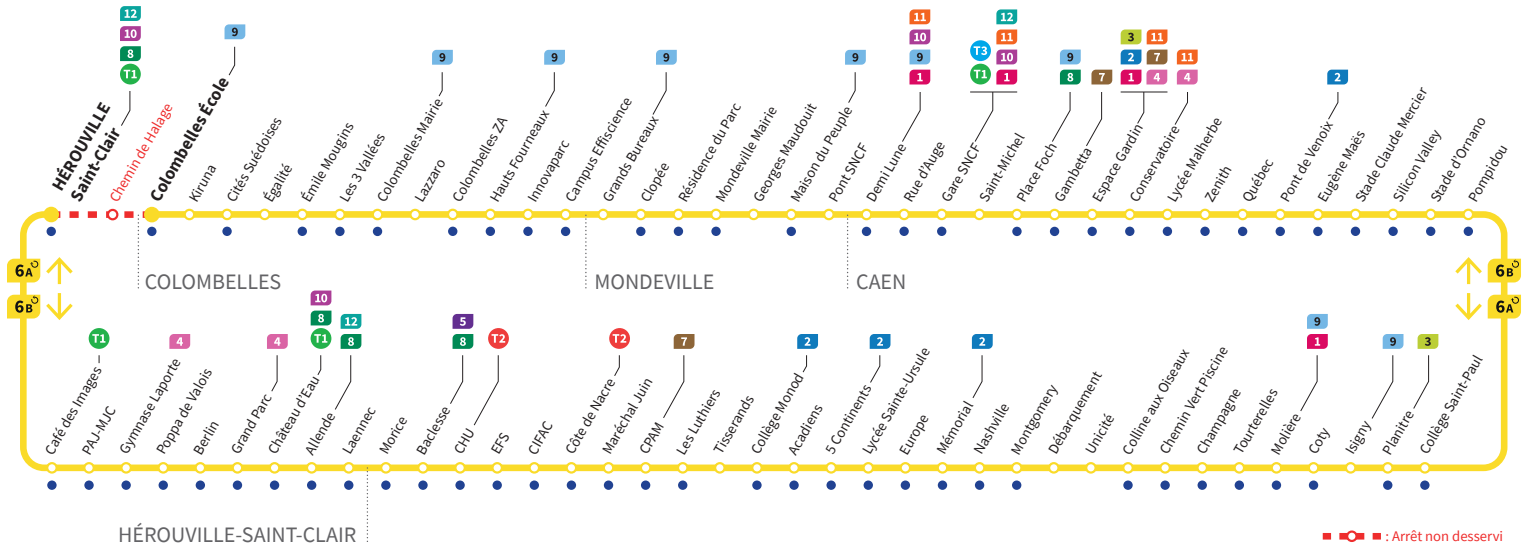 12
10
8
T1
9
9
9
9
9
11
10
9
1
T3
T1
12
11
10
1
9
8
7
3
2
1
11
7
4
11
4
2
HÉROUVILLE
Saint-Clair
Chemin de Halage
Colombelles École
Kiruna
Cités Suédoises
Égalité
Émile Mougins
Les 3 Vallées
Colombelles Mairie
Lazzaro
Colombelles ZA
Hauts Fourneaux
Innovaparc
Campus Effiscience
Grands Bureaux
Clopée
Résidence du Parc
Mondeville Mairie
Georges Maudouit
Maison du Peuple
Pont SNCF
Demi Lune
Rue d'Auge
Gare SNCF
Saint-Michel
Place Foch
Gambetta
Espace Gardin
Conservatoire
Lycée Malherbe
Zenith
Québec
Pont de Venoix
Eugène Maës
Stade Claude Mercier
Silicon Valley
Stade d'Ornano
Pompidou
COLOMBELLES
MONDEVILLE
CAEN
6A
6B
6B
6A
T1
4
4
10
8
T1
12
8
5
8
T2
T2
7
2
2
2
9
1
9
3
Café des Images
PAJ-MJC
Gymnase Laporte
Poppa de Valois
Berlin
Grand Parc
Château d'Eau
Allende
Laennec
Morice
Baclesse
CHU
EFS
CIFAC
Côte de Nacre
Maréchal Juin
CPAM
Les Luthiers
Tisserands
Collège Monod
Acadiens
5 Continents
Lycée Sainte-Ursule
Europe
Mémorial
Nashville
Montgomery
Débarquement
Unicité
Colline aux Oiseaux
Chemin Vert Piscine
Champagne
Tourterelles
Molière
Coty
Isigny
Planitre
Collège Saint-Paul
HÉROUVILLE-SAINT-CLAIR
: Arrêt non desservi